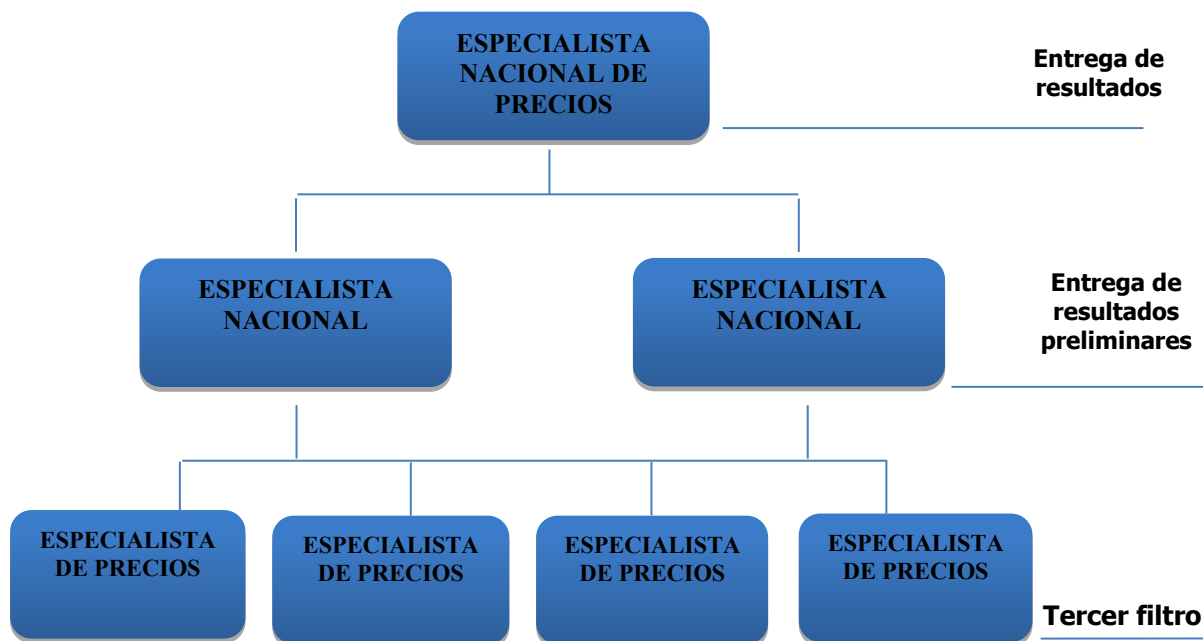 ESPECIALISTA
NACIONAL DE
PRECIOS
Entrega de
resultados
ESPECIALISTA
NACIONAL
ESPECIALISTA
NACIONAL
Entrega de
resultados
preliminares
ESPECIALISTA
DE PRECIOS
ESPECIALISTA
DE PRECIOS
ESPECIALISTA
DE PRECIOS
ESPECIALISTA
DE PRECIOS
Tercer filtro